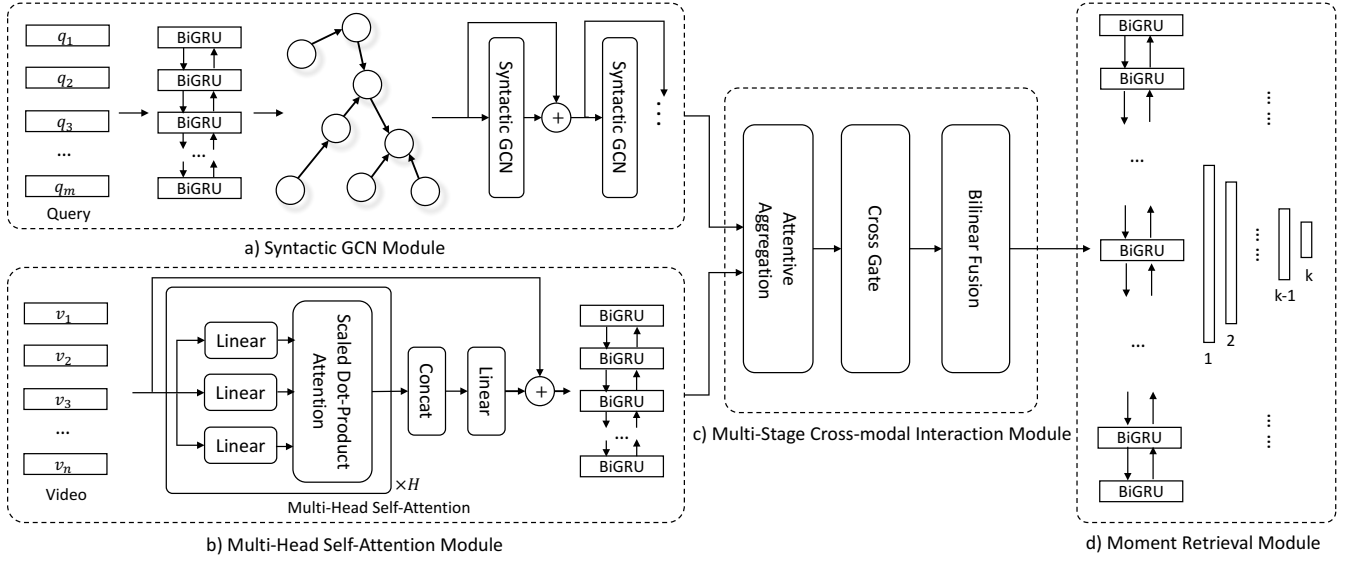 q1
q2
q3
...
qm
Query
BiGRU
BiGRU
BiGRU
...
BiGRU
Syntactic GCN
+
Syntactic GCN
...
a) Syntactic GCN Module
v1
v2
v3
...
vn
Video
Linear
Linear
Linear
Scaled Dot-Product
Attention
×H
Multi-Head Self-Attention
Concat
Linear
+
BiGRU
BiGRU
BiGRU
...
BiGRU
b) Multi-Head Self-Attention Module
Attentive
Aggregation
Cross Gate
Bilinear Fusion
c) Multi-Stage Cross-modal Interaction Module
BiGRU
BiGRU
...
BiGRU
...
BiGRU
BiGRU
1
2
k-1
k
d) Moment Retrieval Module